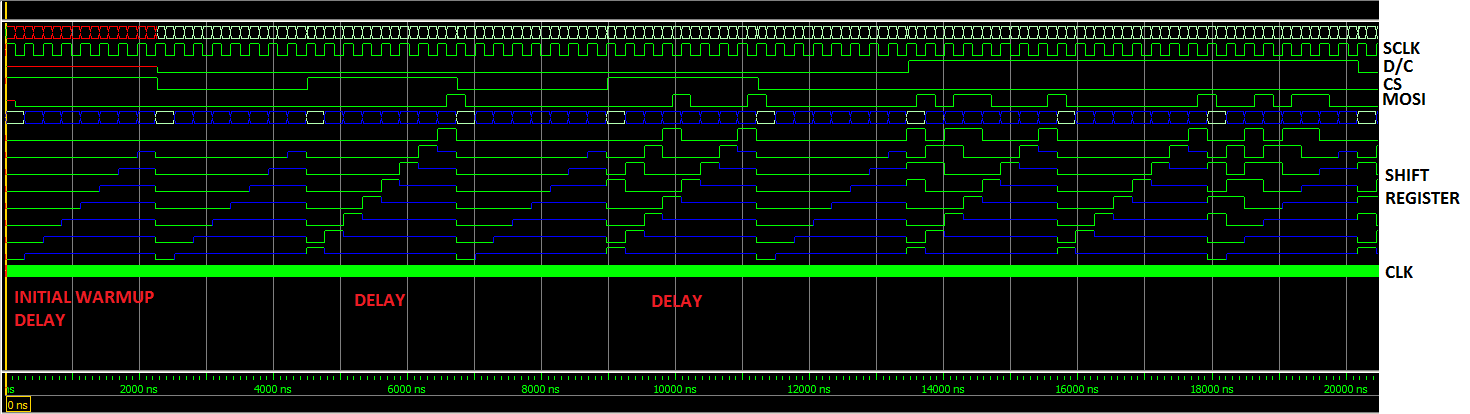 SCLK
D/C
CS
MOSI
SHIFT
REGISTER
CLK
INITIAL WARMUP
DELAY
DELAY
DELAY
ns
2000 ns
4000 ns
6000 ns
8000 ns
10000 ns
12000 ns
14000 ns
16000 ns
18000 ns
20000 ns
0 ns